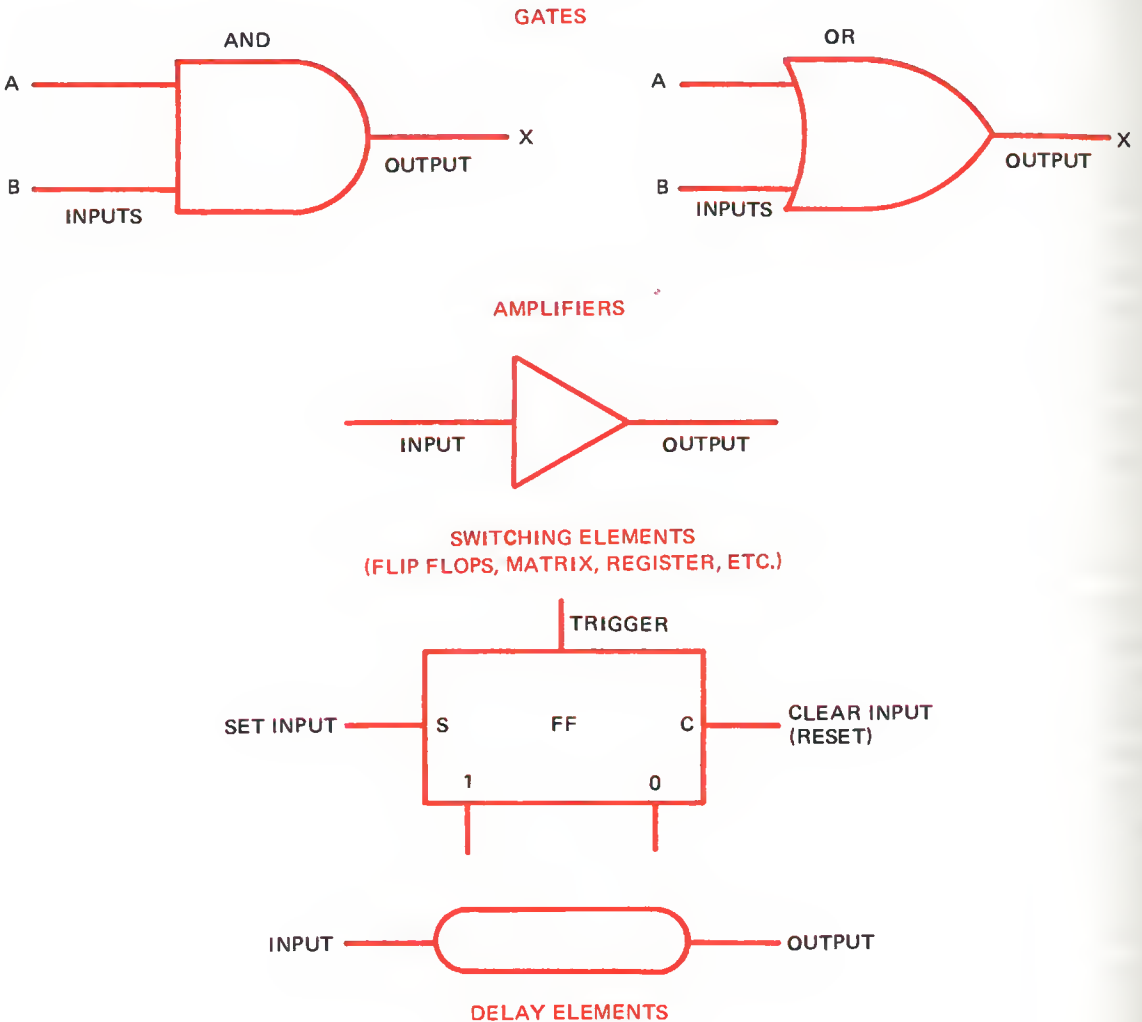 GATES
AND
OR
A
B
INPUTS
OUTPUT
X
A
B
INPUTS
OUTPUT
X
AMPLIFIERS
INPUT
OUTPUT
SWITCHING ELEMENTS
(FLIP FLOPS, MATRIX, REGISTER, ETC.)
TRIGGER
SET INPUT
S
FF
C
CLEAR INPUT
(RESET)
1
0
INPUT
OUTPUT
DELAY ELEMENTS